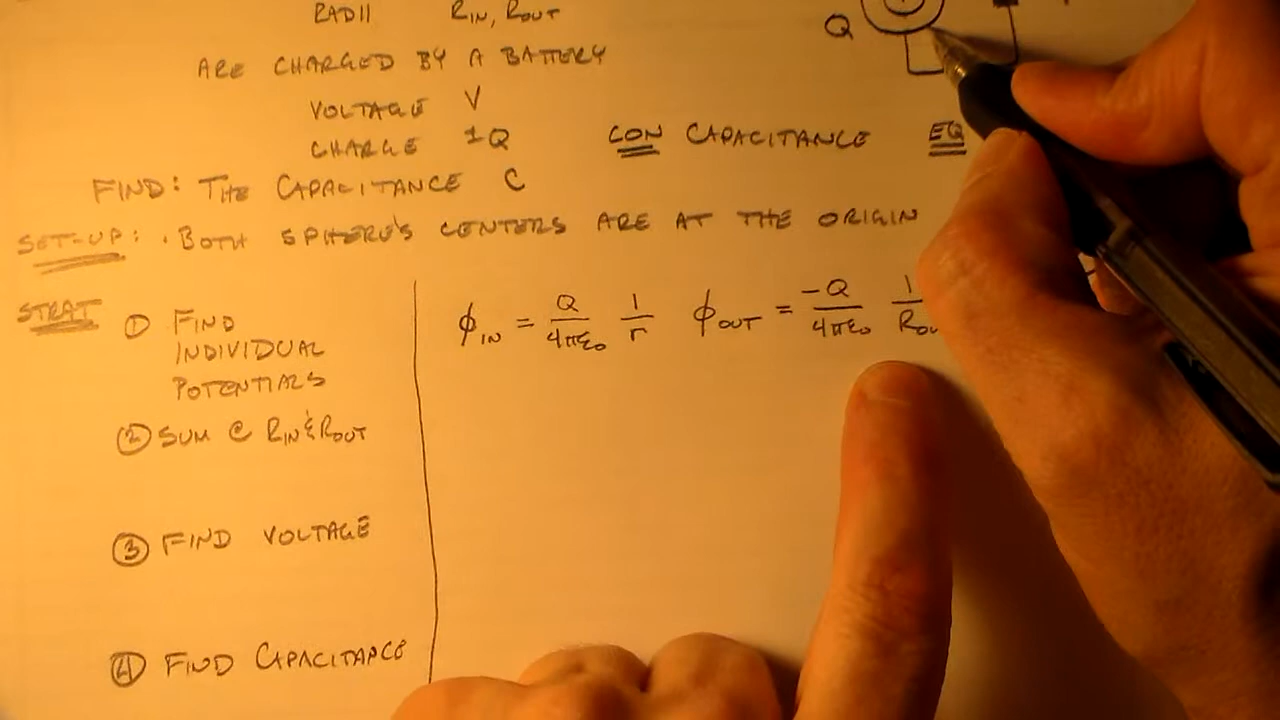 RADII RIN, ROUT
Q
ARE CHARGED BY A BATTERY
VOLTAGE V
CHARGE ±Q CON CAPACITANCE EQ
FIND: THE CAPACITANCE C
SET-UP: · BOTH SPHERE'S CENTERS ARE AT THE ORIGIN
STRAT ① FIND INDIVIDUAL POTENTIALS
ϕIN = Q/4πε₀ 1/r ϕOUT = -Q/4πε₀ 1/ROU
② SUM @ RIN & ROUT
③ FIND VOLTAGE
④ FIND CAPACITANCE